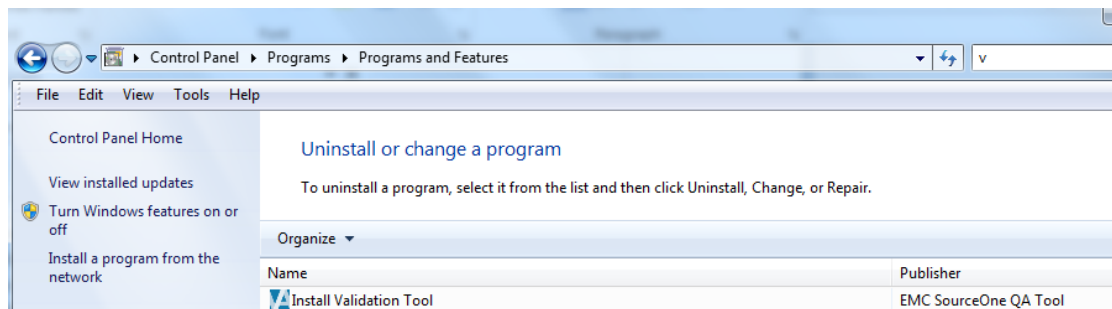 Control Panel Programs Programs and Features v
File Edit View Tools Help
Control Panel Home
Uninstall or change a program
View installed updates
To uninstall a program, select it from the list and then click Uninstall, Change, or Repair.
Turn Windows features on or
off
Organize
Install a program from the
network
Name Publisher
Install Validation Tool EMC SourceOne QA Tool